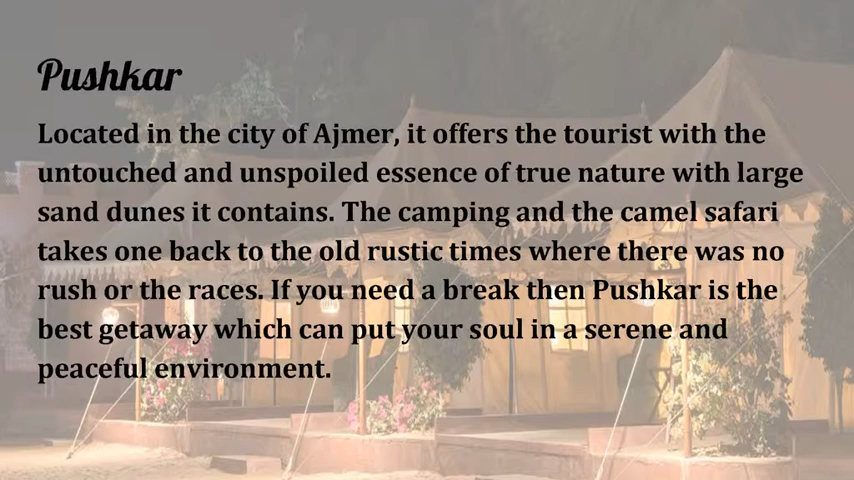 Pushkar
Located in the city of Ajmer, it offers the tourist with the
untouched and unspoiled essence of true nature with large
sand dunes it contains. The camping and the camel safari
takes one back to the old rustic times where there was no
rush or the races. If you need a break then Pushkar is the
best getaway which can put your soul in a serene and
peaceful environment.